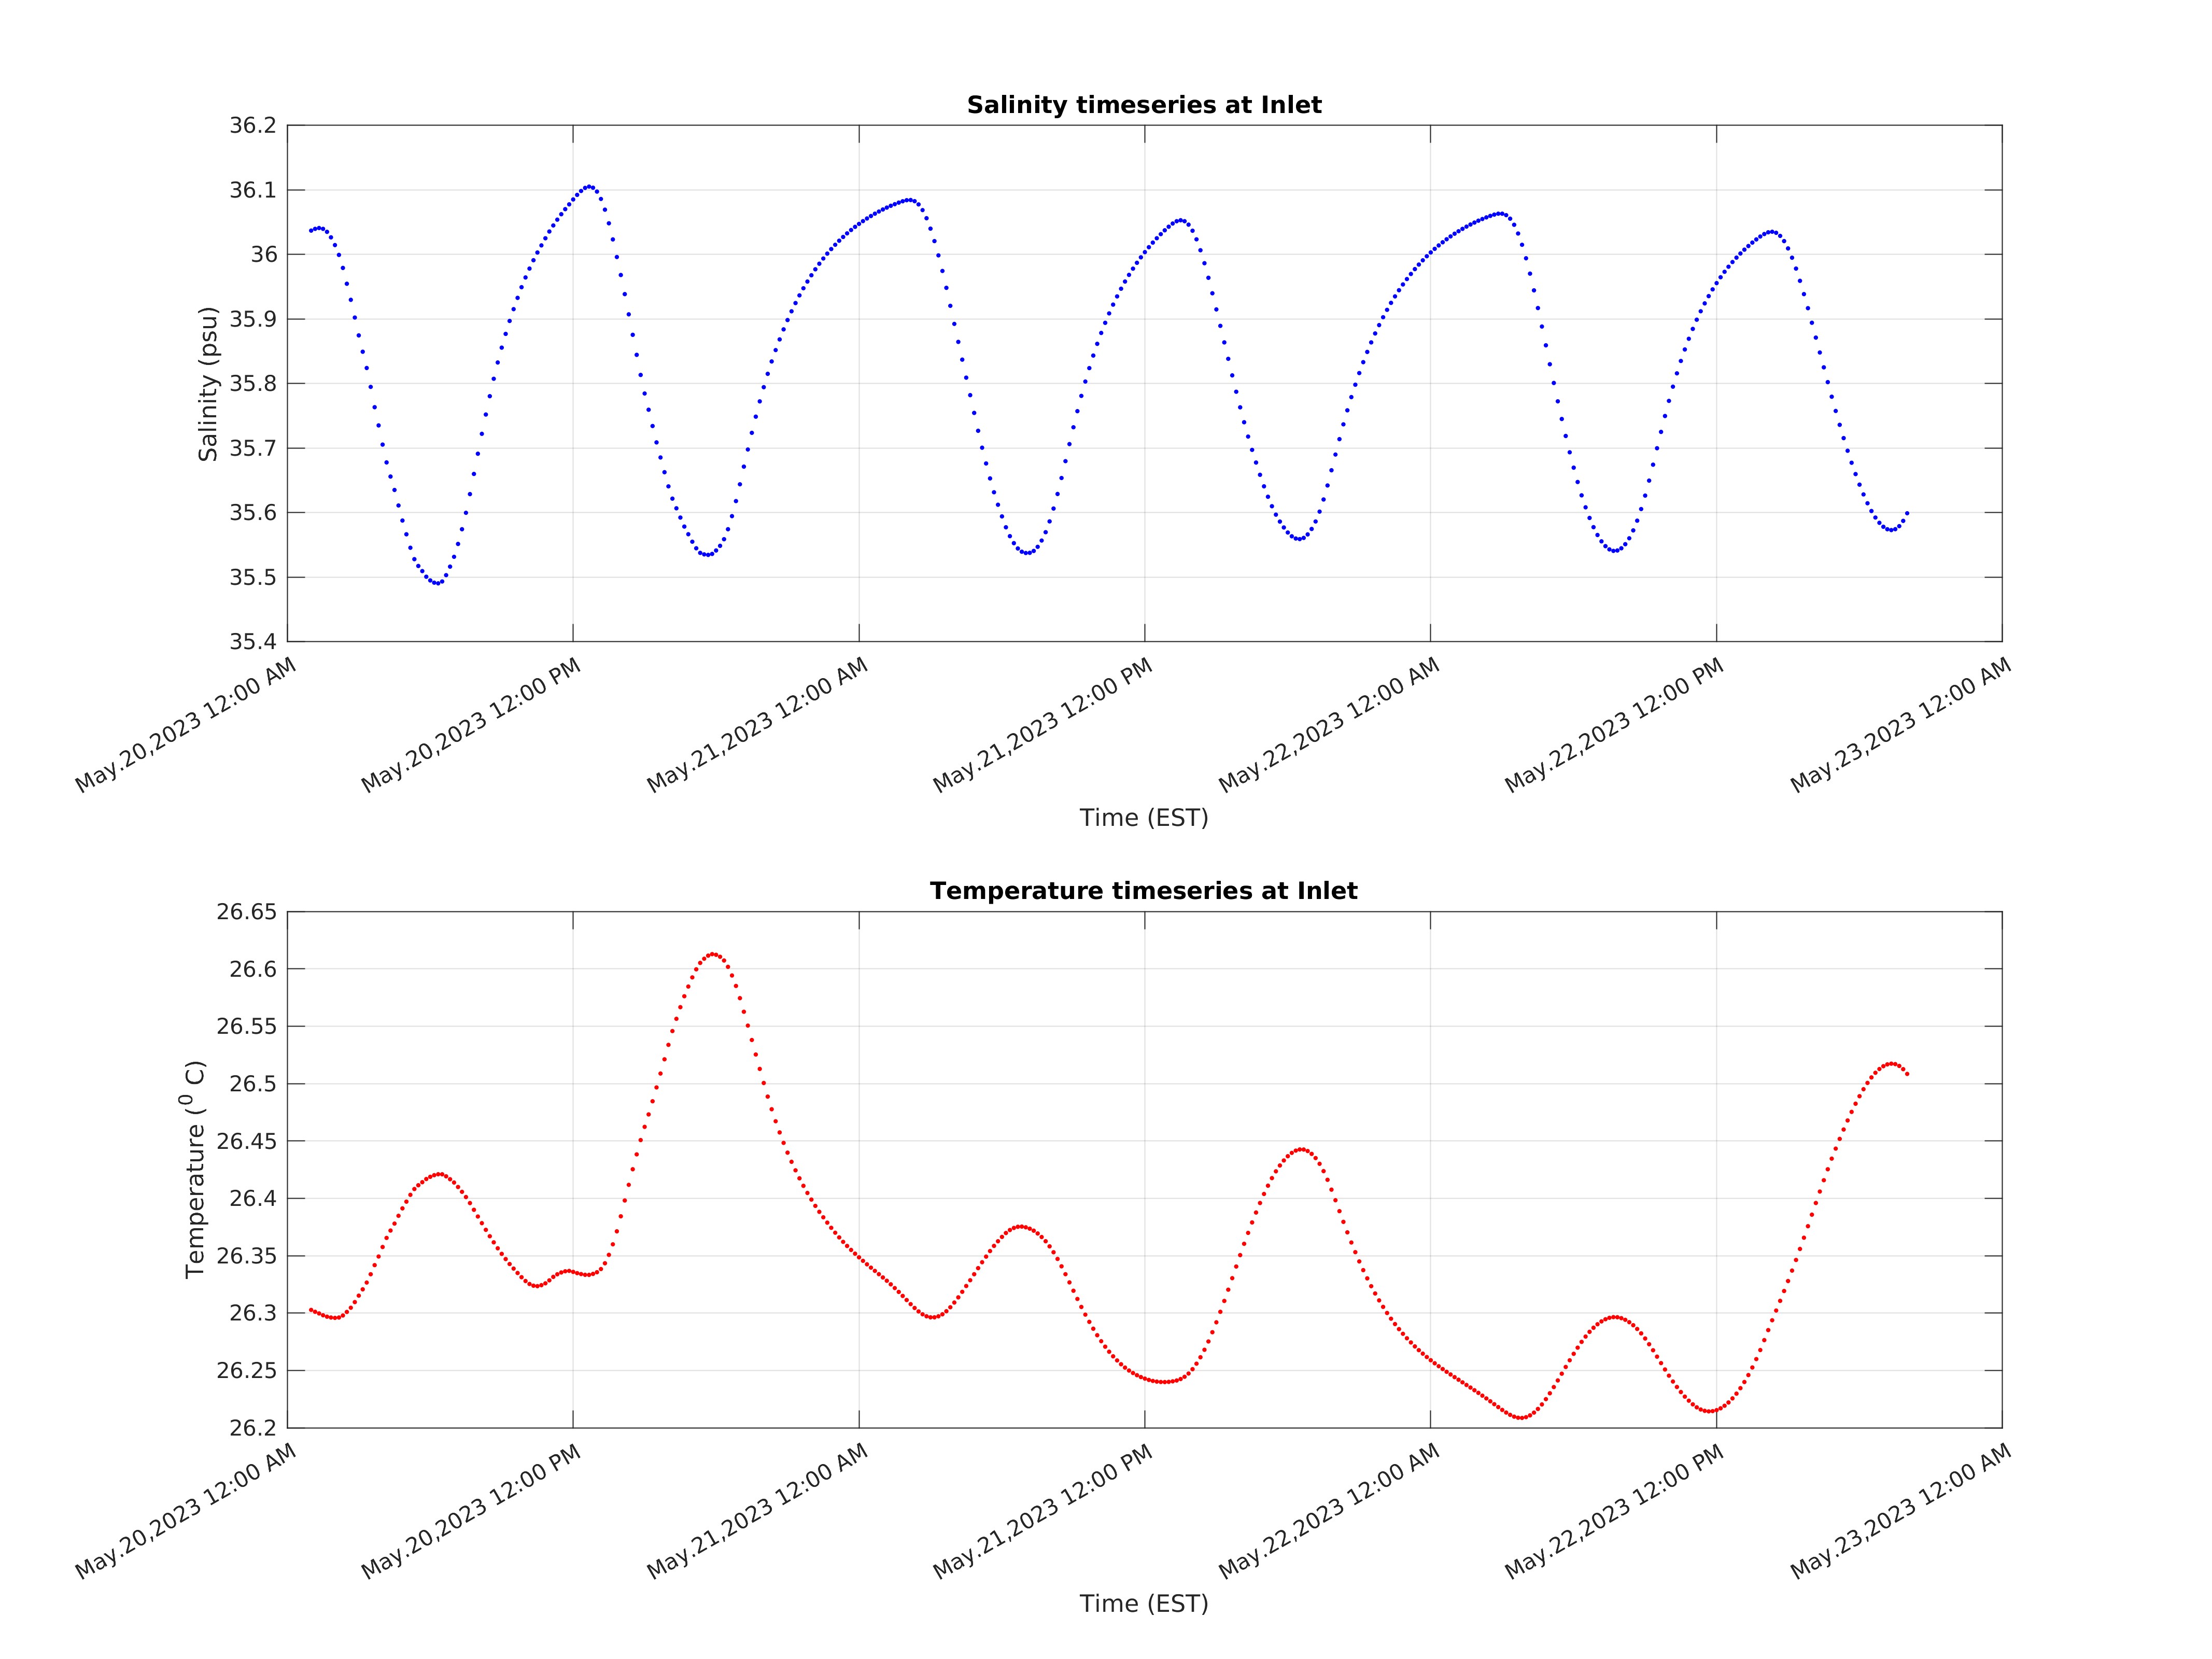 Salinity timeseries at Inlet
36.2
36.1
36
35.9
35.8
35.7
35.6
35.5
35.4
Salinity (psu)
May.20,2023 12:00 AM
May.20,2023 12:00 PM
May.21,2023 12:00 AM
May.21,2023 12:00 PM
May.22,2023 12:00 AM
May.22,2023 12:00 PM
May.23,2023 12:00 AM
Time (EST)
Temperature timeseries at Inlet
26.65
26.6
26.55
26.5
26.45
26.4
26.35
26.3
26.25
26.2
Temperature (⁰ C)
May.20,2023 12:00 AM
May.20,2023 12:00 PM
May.21,2023 12:00 AM
May.21,2023 12:00 PM
May.22,2023 12:00 AM
May.22,2023 12:00 PM
May.23,2023 12:00 AM
Time (EST)